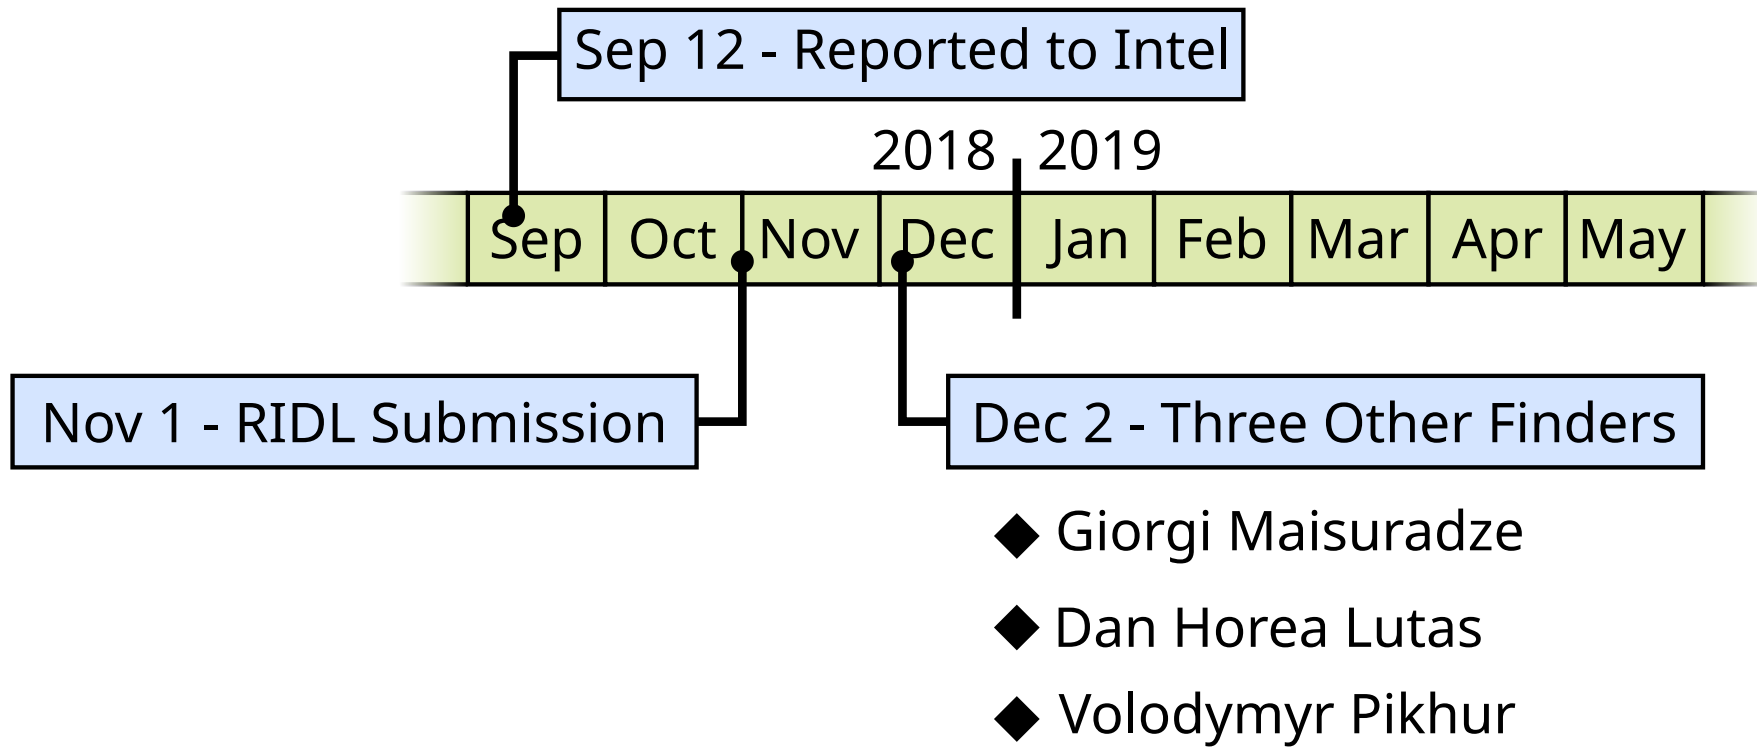 Sep 12 - Reported to Intel
2018 2019
Sep Oct Nov Dec Jan Feb Mar Apr May
Nov 1 - RIDL Submission
Dec 2 - Three Other Finders
Giorgi Maisuradze
Dan Horea Lutas
Volodymyr Pikhur